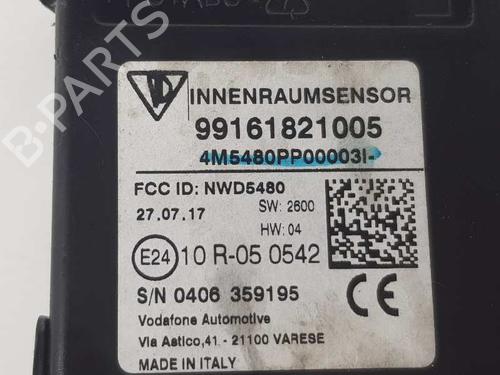 INNENRAUMSENSOR
99161821005
4M5480PP00003I-
FCC ID: NWD5480
27.07.17
SW: 2600
HW: 04
E24
10 R-05 0542
S/N 0406 359195
CE
Vodafone Automotive
Via Astico,41 - 21100 VARESE
MADE IN ITALY
B-PARTS